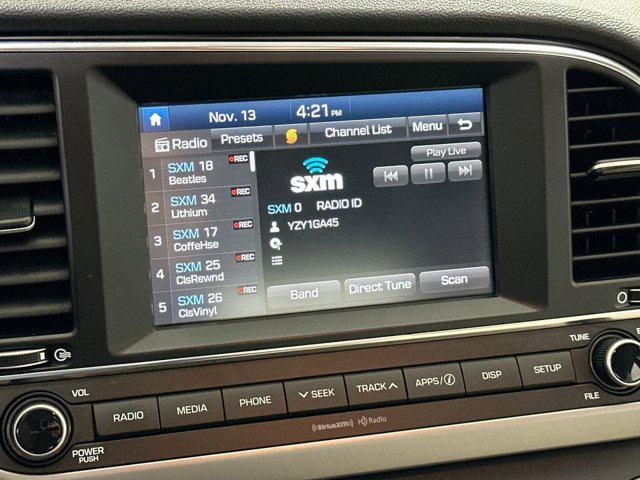 Nov. 13 4:21 PM
Radio Presets Channel List Menu
Play Live
1 SXM 18 REC
Beatles
2 SXM 34 REC
Lithium
3 SXM 17 REC
CoffeHse
4 SXM 25 REC
ClsRewnd
5 SXM 26 REC
ClsVinyl
sxm
SXM 0 RADIO ID
YZY1GA45
Band Direct Tune Scan
VOL
POWER
PUSH
RADIO MEDIA PHONE SEEK TRACK APPS/i DISP SETUP
TUNE
FILE
SiriusXM HD Radio